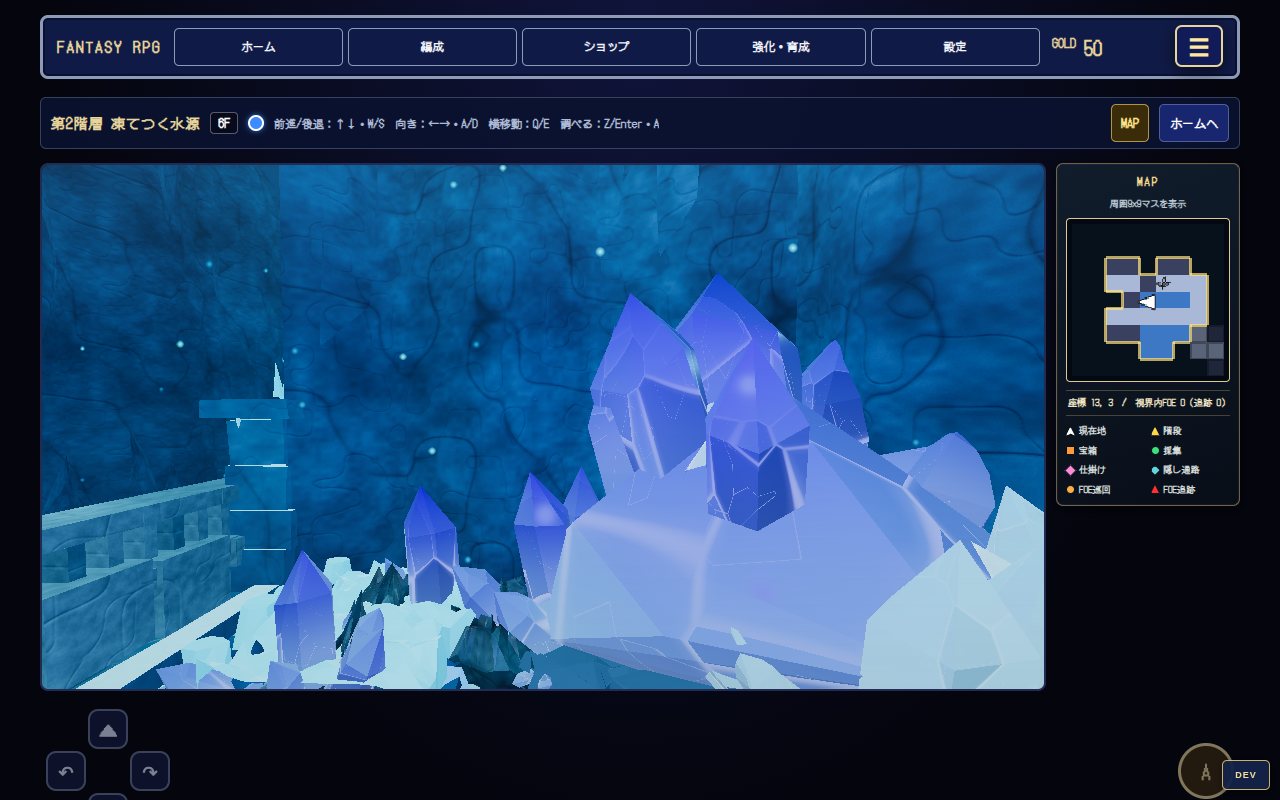 FANTASY RPG
ホーム
編成
ショップ
強化・育成
設定
GOLD 50
第2階層 凍てつく水源
6F
前進/後退：↑↓・W/S 向き：←→・A/D 横移動：Q/E 調べる：Z/Enter・A
MAP
ホームへ
MAP
周囲9x9マスを表示
座標 13, 3 / 視界内FOE 0 (追跡 0)
現在地
階段
宝箱
採集
仕掛け
隠し通路
FOE巡回
FOE追跡
A
DEV